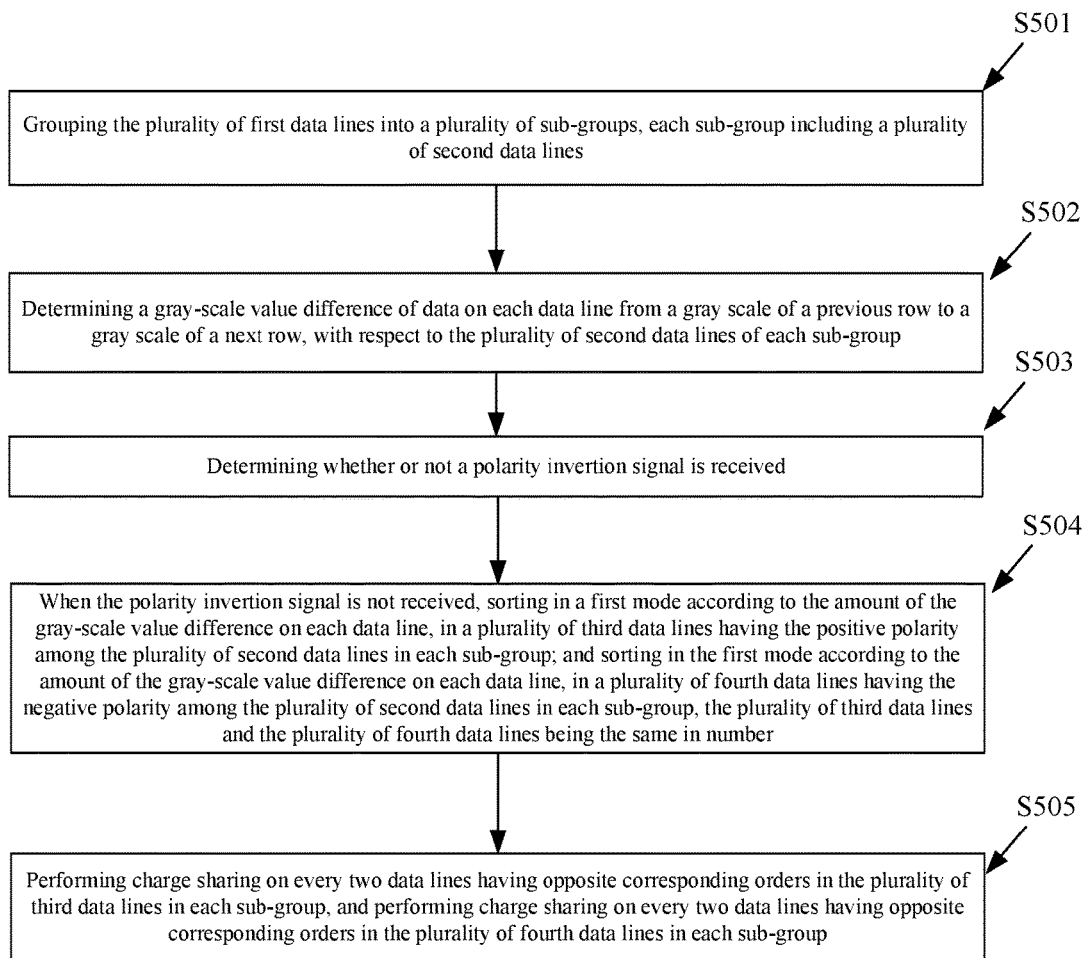 S501
Grouping the plurality of first data lines into a plurality of sub-groups, each sub-group including a plurality
of second data lines
S502
Determining a gray-scale value difference of data on each data line from a gray scale of a previous row to a
gray scale of a next row, with respect to the plurality of second data lines of each sub-group
S503
Determining whether or not a polarity invertion signal is received
S504
When the polarity invertion signal is not received, sorting in a first mode according to the amount of the
gray-scale value difference on each data line, in a plurality of third data lines having the positive polarity
among the plurality of second data lines in each sub-group; and sorting in the first mode according to the
amount of the gray-scale value difference on each data line, in a plurality of fourth data lines having the
negative polarity among the plurality of second data lines in each sub-group, the plurality of third data lines
and the plurality of fourth data lines being the same in number
S505
Performing charge sharing on every two data lines having opposite corresponding orders in the plurality of
third data lines in each sub-group, and performing charge sharing on every two data lines having opposite
corresponding orders in the plurality of fourth data lines in each sub-group